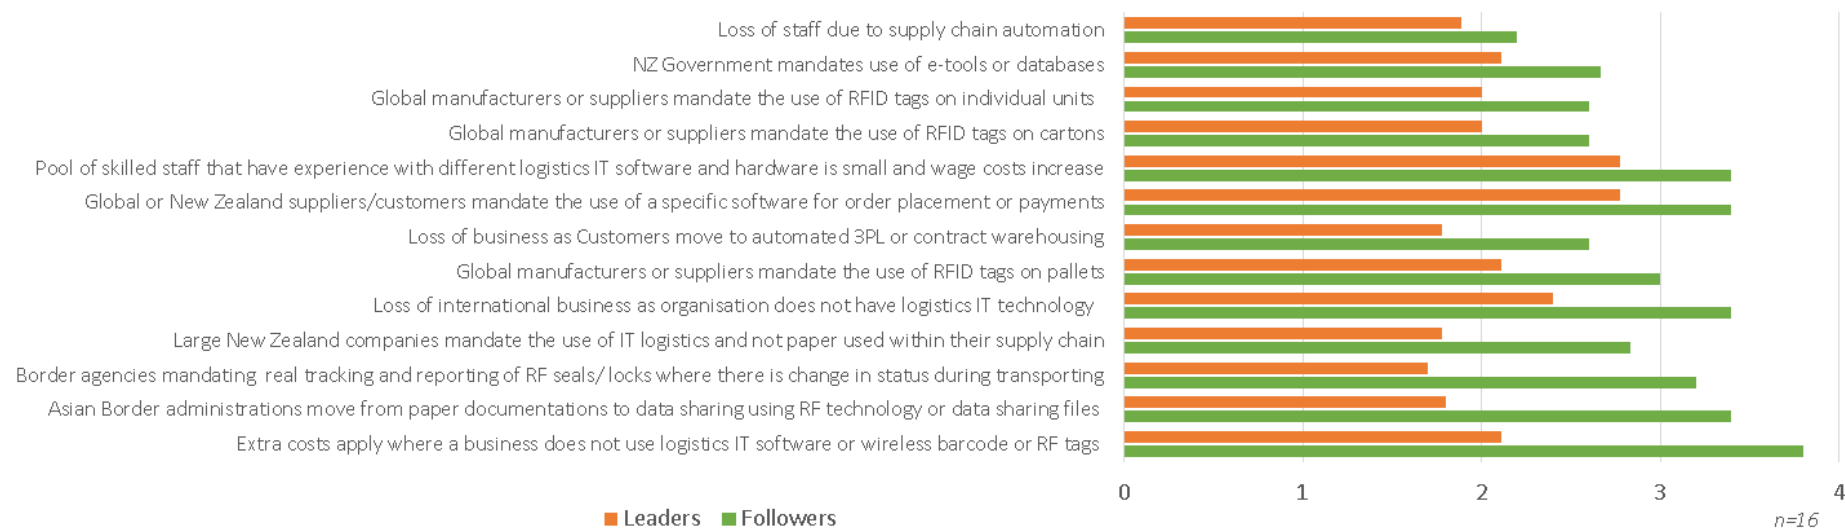 Loss of staff due to supply chain automation
NZ Government mandates use of e-tools or databases
Global manufacturers or suppliers mandate the use of RFID tags on individual units
Global manufacturers or suppliers mandate the use of RFID tags on cartons
Pool of skilled staff that have experience with different logistics IT software and hardware is small and wage costs increase
Global or New Zealand suppliers/customers mandate the use of a specific software for order placement or payments
Loss of business as Customers move to automated 3PL or contract warehousing
Global manufacturers or suppliers mandate the use of RFID tags on pallets
Loss of international business as organisation does not have logistics IT technology
Large New Zealand companies mandate the use of IT logistics and not paper used within their supply chain
Border agencies mandating real tracking and reporting of RF seals/ locks where there is change in status during transporting
Asian Border administrations move from paper documentations to data sharing using RF technology or data sharing files
Extra costs apply where a business does not use logistics IT software or wireless barcode or RF tags
0 1 2 3 4
Leaders Followers
n=16